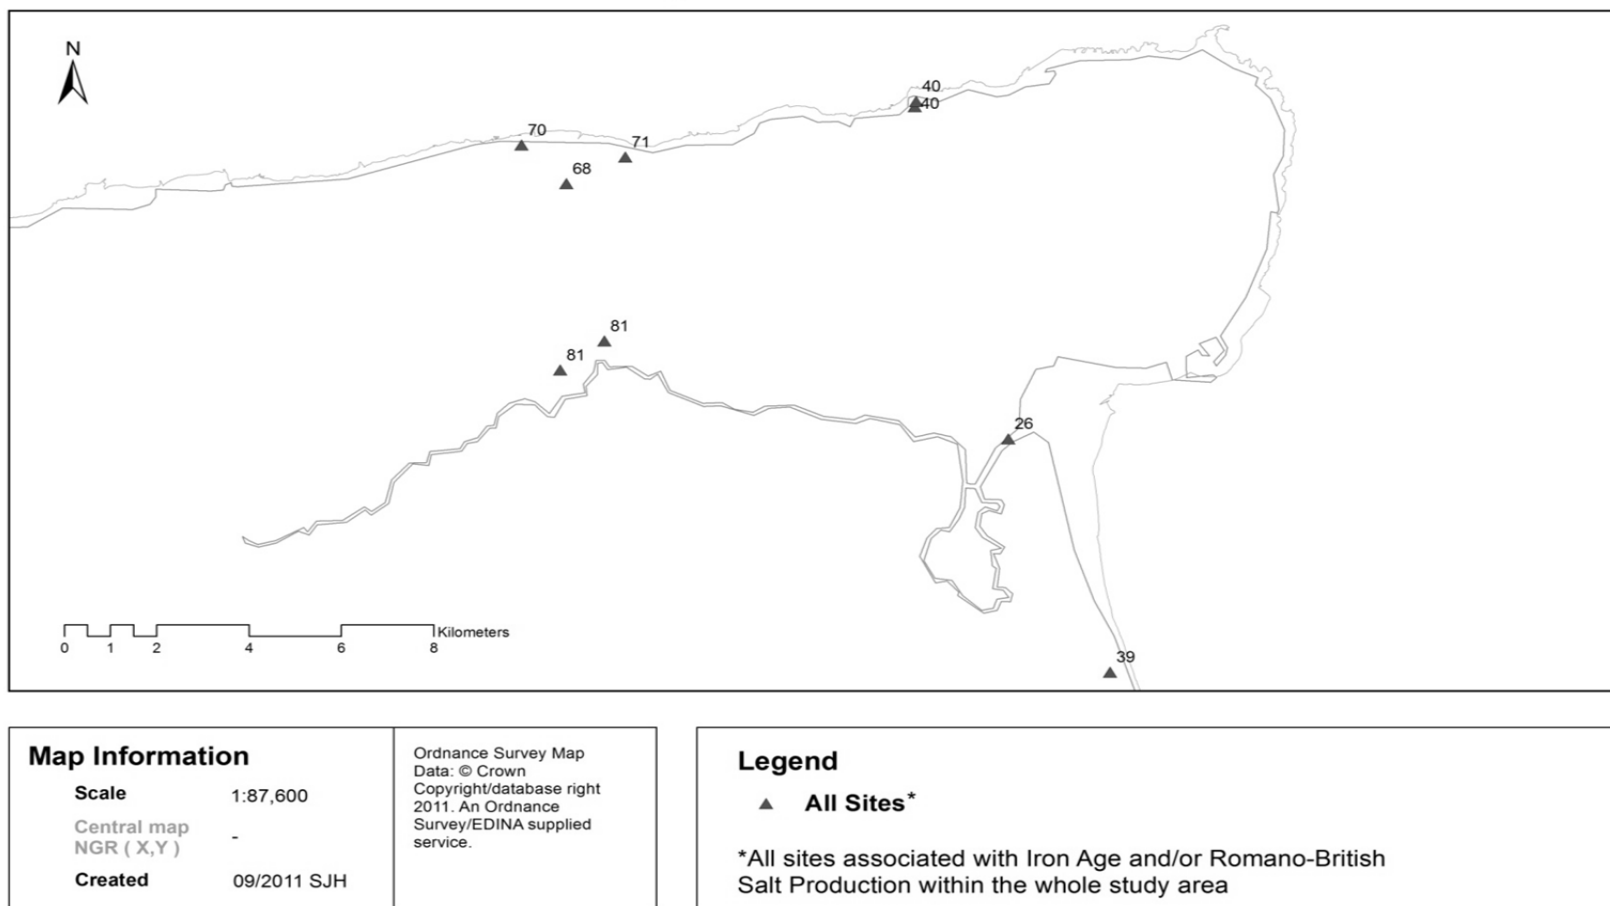 N
40
40
70
71
68
81
81
26
39
Kilometers
0 1 2 4 6 8
Map Information
Scale 1:87,600
Central map
NGR ( X,Y ) -
Created 09/2011 SJH
Ordnance Survey Map
Data: © Crown
Copyright/database right
2011. An Ordnance
Survey/EDINA supplied
service.
Legend
All Sites*
*All sites associated with Iron Age and/or Romano-British
Salt Production within the whole study area